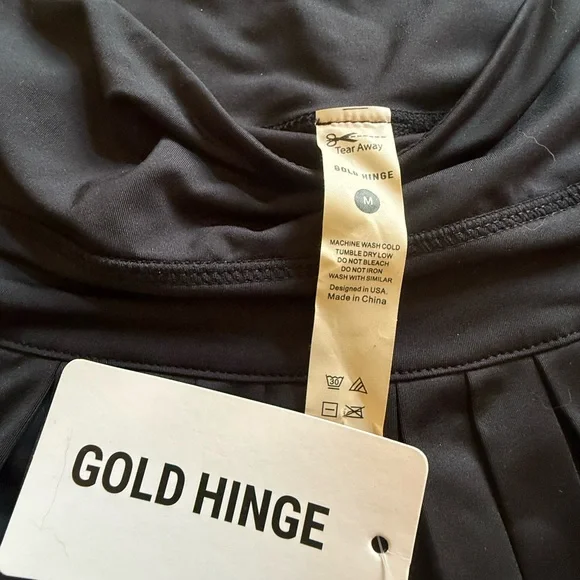 Tear Away
GOLD HINGE
M
MACHINE WASH COLD
TUMBLE DRY LOW
DO NOT BLEACH
DO NOT IRON
WASH WITH SIMILAR
Designed in USA.
Made in China
30
GOLD HINGE